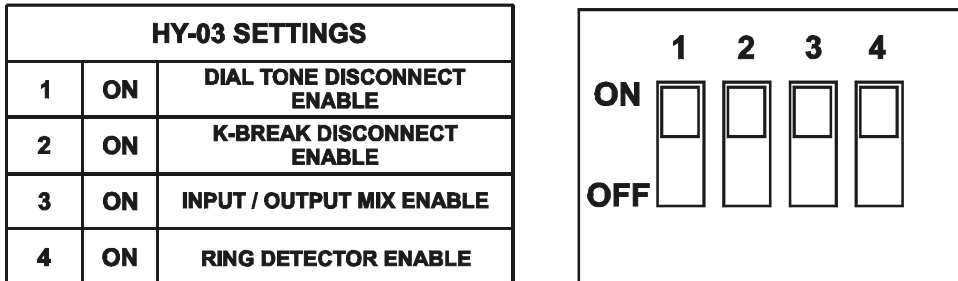 HY-03 SETTINGS
1 ON DIAL TONE DISCONNECT
ENABLE
2 ON K-BREAK DISCONNECT
ENABLE
3 ON INPUT / OUTPUT MIX ENABLE
4 ON RING DETECTOR ENABLE
1 2 3 4
ON
OFF